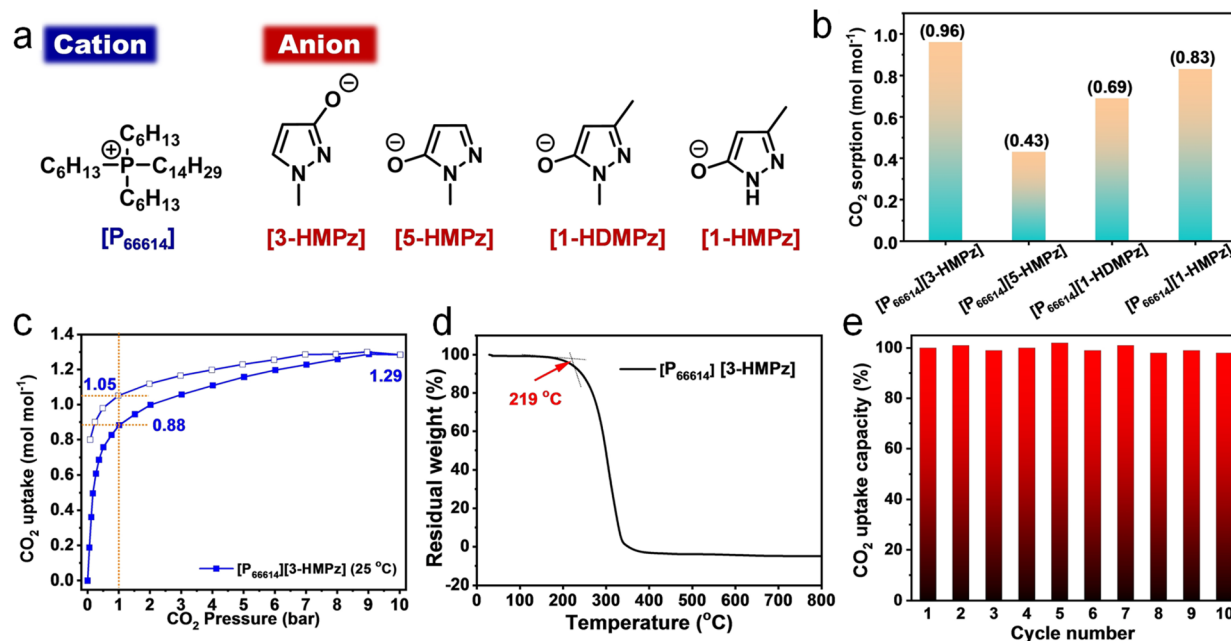 a
Cation
Anion
C₆H₁₃
⊕
C₆H₁₃–P–C₁₄H₂₉
C₆H₁₃
[P₆₆₆₁₄]
⊖
O
N
N
[3-HMPz]
⊖
O
N
N
[5-HMPz]
⊖
O
N
N
[1-HDMPz]
⊖
O
N
N
H
[1-HMPz]
b
CO₂ sorption (mol mol⁻¹)
1.0
0.8
0.6
0.4
0.2
0.0
(0.96)
(0.43)
(0.69)
(0.83)
[P₆₆₆₁₄][3-HMPz]
[P₆₆₆₁₄][5-HMPz]
[P₆₆₆₁₄][1-HDMPz]
[P₆₆₆₁₄][1-HMPz]
c
CO₂ uptake (mol mol⁻¹)
1.4
1.2
1.0
0.8
0.6
0.4
0.2
0.0
1.05
0.88
1.29
[P₆₆₆₁₄][3-HMPz] (25 °C)
0 1 2 3 4 5 6 7 8 9 10
CO₂ Pressure (bar)
d
Residual weight (%)
100
80
60
40
20
0
-20
[P₆₆₆₁₄] [3-HMPz]
219 °C
0 100 200 300 400 500 600 700 800
Temperature (°C)
e
CO₂ uptake capacity (%)
100
80
60
40
20
0
1 2 3 4 5 6 7 8 9 10
Cycle number